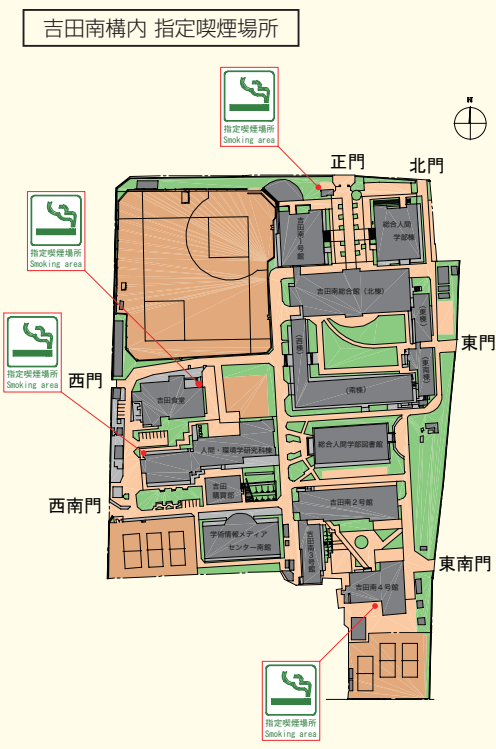 吉田南構内 指定喫煙場所
指定喫煙場所
Smoking area
N
正門
北門
指定喫煙場所
Smoking area
吉田南1号館
総合人間
学部棟
吉田南総合館（北棟）
（東棟）
（西棟）
東門
（東南棟）
指定喫煙場所
Smoking area
西門
（南棟）
吉田食堂
人間・環境学研究科棟
総合人間学部図書館
吉田
購買部
西南門
吉田南2号館
学術情報メディア
センター南館
吉田南3号館
東南門
吉田南4号館
指定喫煙場所
Smoking area